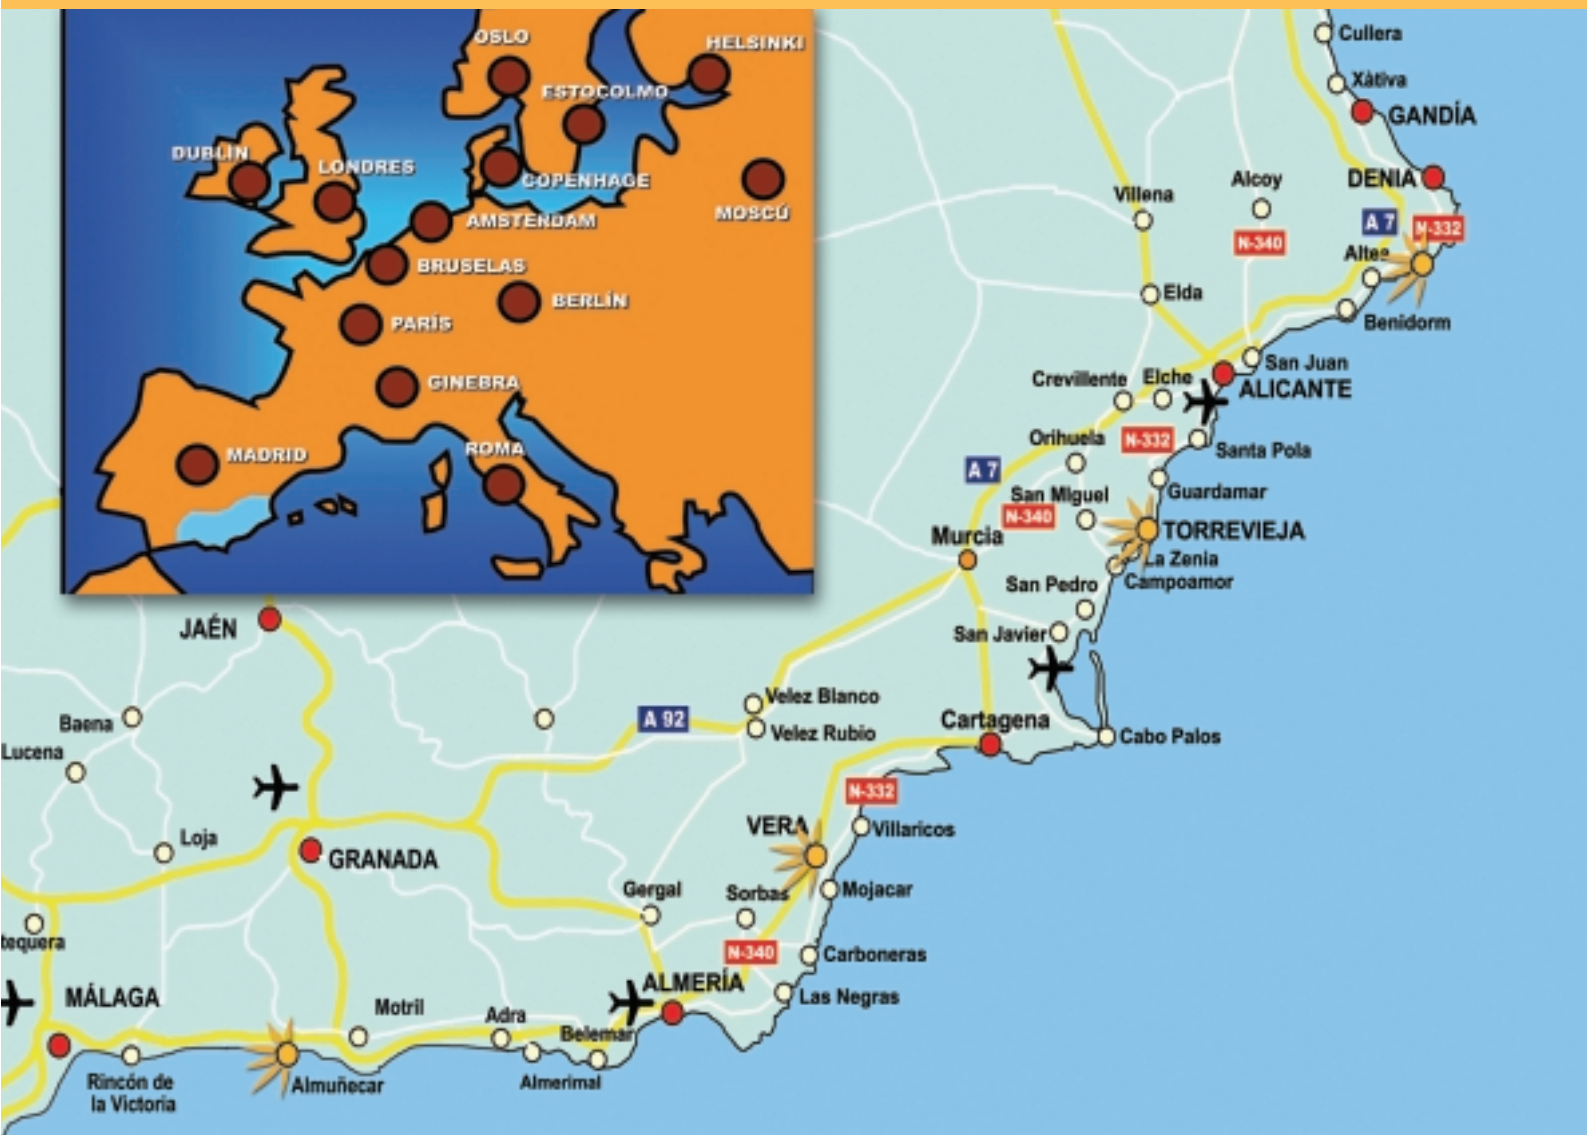 OSLO
HELSINKI
ESTOCOLMO
DUBLÍN
LONDRES
COPENHAGE
MOSCÚ
AMSTERDAM
BRUSELAS
BERLÍN
PARÍS
GINEBRA
MADRID
ROMA
Cullera
Xàtiva
GANDÍA
Alcoy
DENIA
Villena
A 7
N-332
N-340
Altea
Elda
Benidorm
San Juan
Crevillente
Elche
ALICANTE
Orihuela
N-332
Santa Pola
A 7
San MIguel
Guardamar
N-340
Murcia
TORREVIEJA
La Zenia
Campoamor
San Pedro
San Javier
JAÉN
Velez Blanco
Baena
A 92
Velez Rubio
Cartagena
Cabo Palos
Lucena
N-332
VERA
Villaricos
Loja
GRANADA
Gergal
Sorbas
Mojacar
tequera
N-340
Carboneras
ALMERÍA
Las Negras
MÁLAGA
Motril
Adra
Belemar
Rincón de
la Victoria
Almuñecar
Almerimal